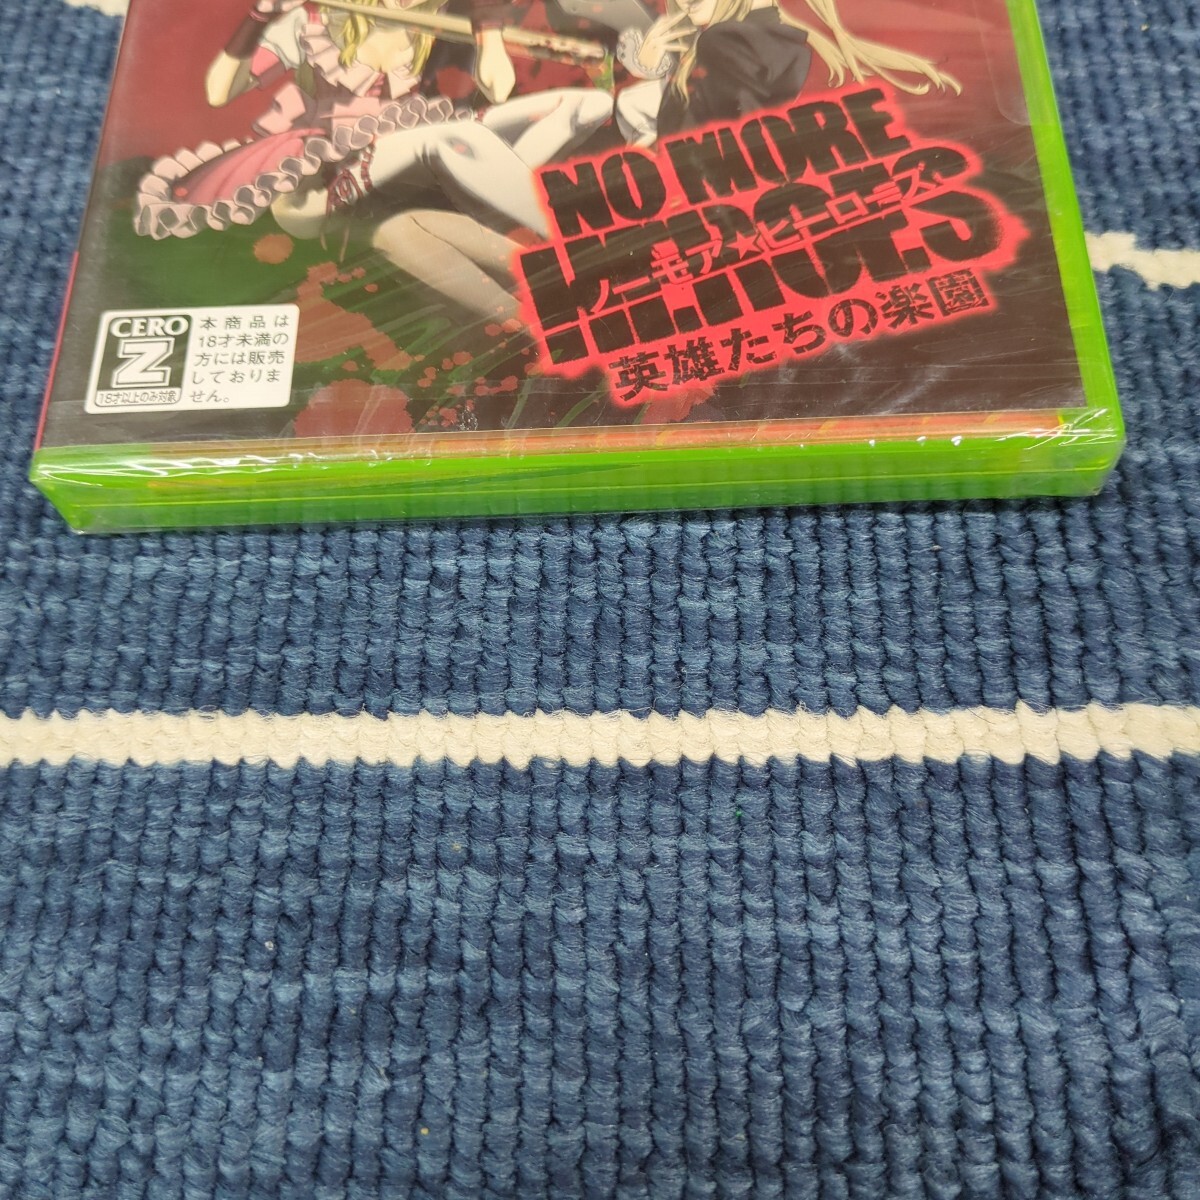 NO MORE
HEROES
ノーモア★ヒーローズ
英雄たちの楽園
CERO
Z
18才以上のみ対象
本商品は
18才未満の
方には販売
しておりま
せん。